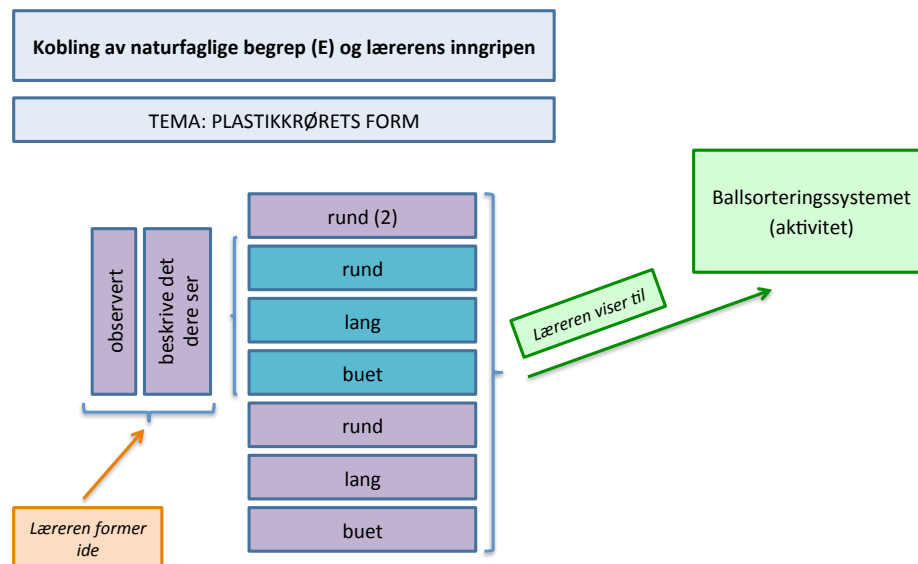 Kobling av naturfaglige begrep (E) og lærerens inngripen
TEMA: PLASTIKKRØRETS FORM
Ballsorteringssystemet
(aktivitet)
observert
beskrive det
dere ser
rund (2)
rund
lang
buet
rund
lang
buet
Læreren viser til
Læreren former
ide